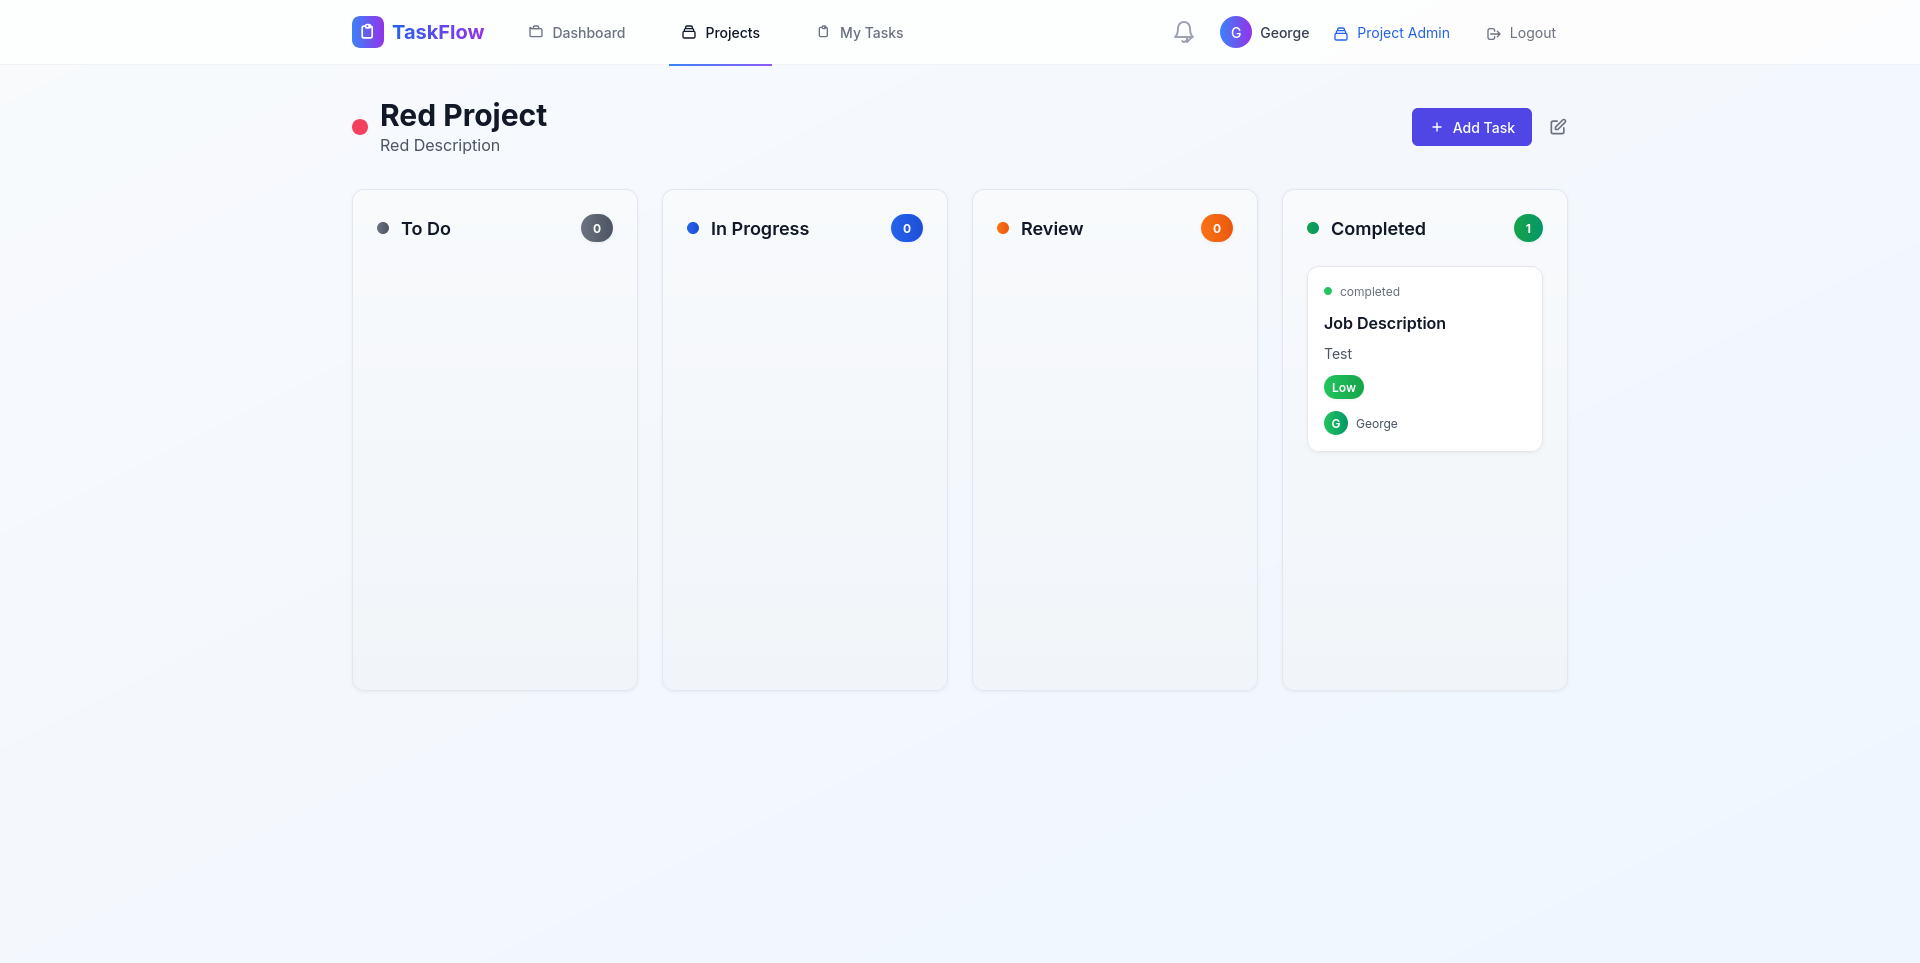 TaskFlow
Dashboard
Projects
My Tasks
G
George
Project Admin
Logout
Red Project
Red Description
Add Task
To Do
0
In Progress
0
Review
0
Completed
1
completed
Job Description
Test
Low
G
George